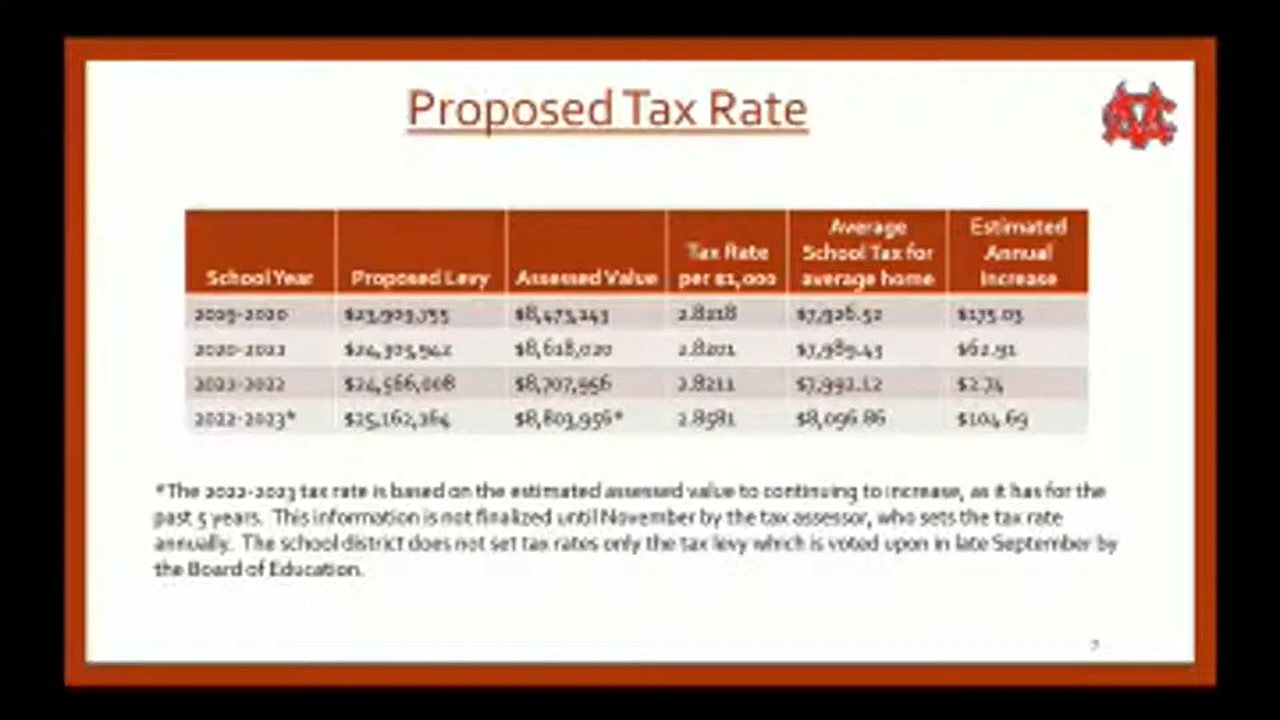 Proposed Tax Rate
School Year Proposed Levy Assessed Value Tax Rate per $1,000 Average School Tax for average home Estimated Annual Increase
2019-2020 $23,903,755 $8,473,243 2.8218 $7,926.52 $175.03
2020-2021 $8,618,020 2.8201 $7,989.43 $62.91
2021-2022 $24,566,008 $8,707,956 2.8211 $7,992.12 $2.74
2022-2023* $25,162,264 $8,803,956* 2.8581 $8,096.86 $104.69
*The 2022-2023 tax rate is based on the estimated assessed value to continuing to increase, as it has for the
past 5 years. This information is not finalized until November by the tax assessor, who sets the tax rate
annually. The school district does not set tax rates only the tax levy which is voted upon in late September by
the Board of Education.
7